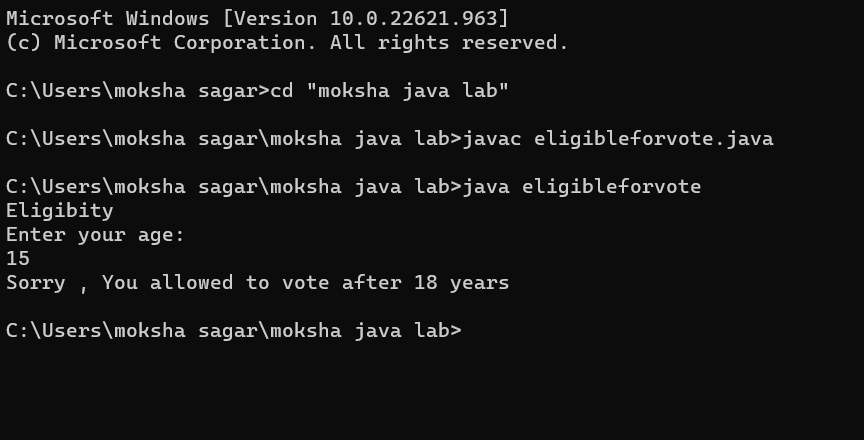 Microsoft Windows [Version 10.0.22621.963]
(c) Microsoft Corporation. All rights reserved.
C:\Users\moksha sagar>cd "moksha java lab"
C:\Users\moksha sagar\moksha java lab>javac eligibleforvote.java
C:\Users\moksha sagar\moksha java lab>java eligibleforvote
Eligibity
Enter your age:
15
Sorry , You allowed to vote after 18 years
C:\Users\moksha sagar\moksha java lab>